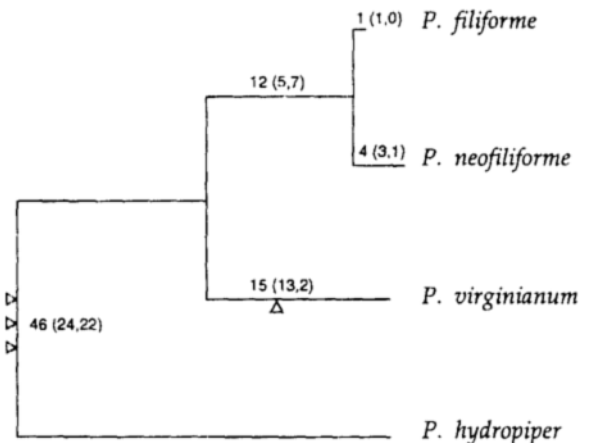 1 (1,0) P. filiforme
12 (5,7)
4 (3,1) P. neofiliforme
15 (13,2) P. virginianum
46 (24,22)
P. hydropiper